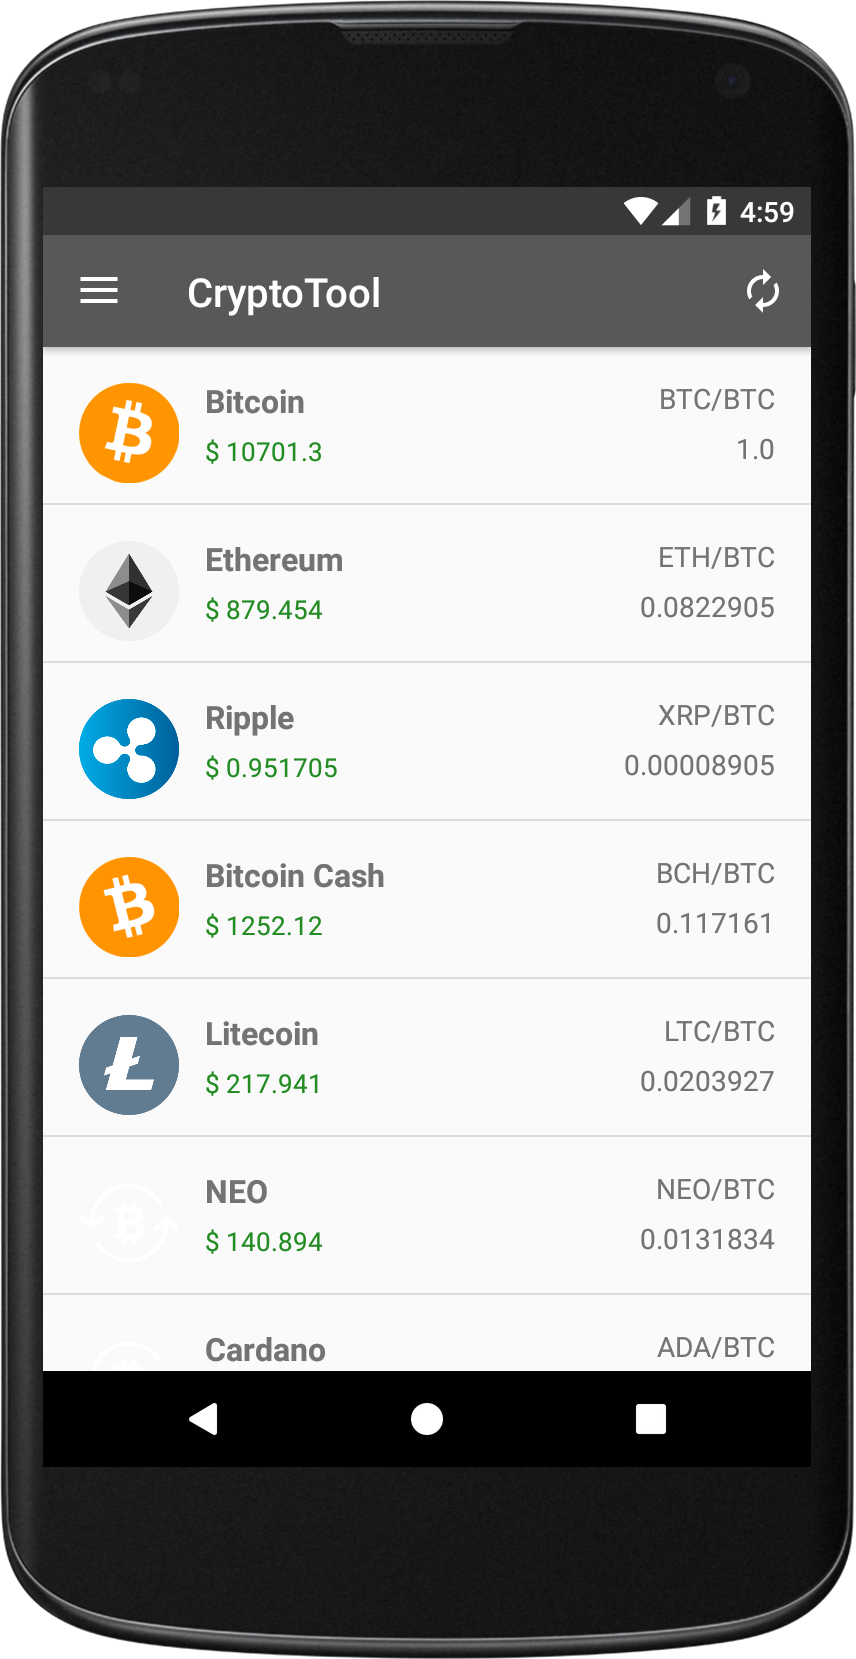 4:59
CryptoTool
Bitcoin
BTC/BTC
$ 10701.3
1.0
Ethereum
ETH/BTC
$ 879.454
0.0822905
Ripple
XRP/BTC
$ 0.951705
0.00008905
Bitcoin Cash
BCH/BTC
$ 1252.12
0.117161
Litecoin
LTC/BTC
$ 217.941
0.0203927
NEO
NEO/BTC
$ 140.894
0.0131834
Cardano
ADA/BTC